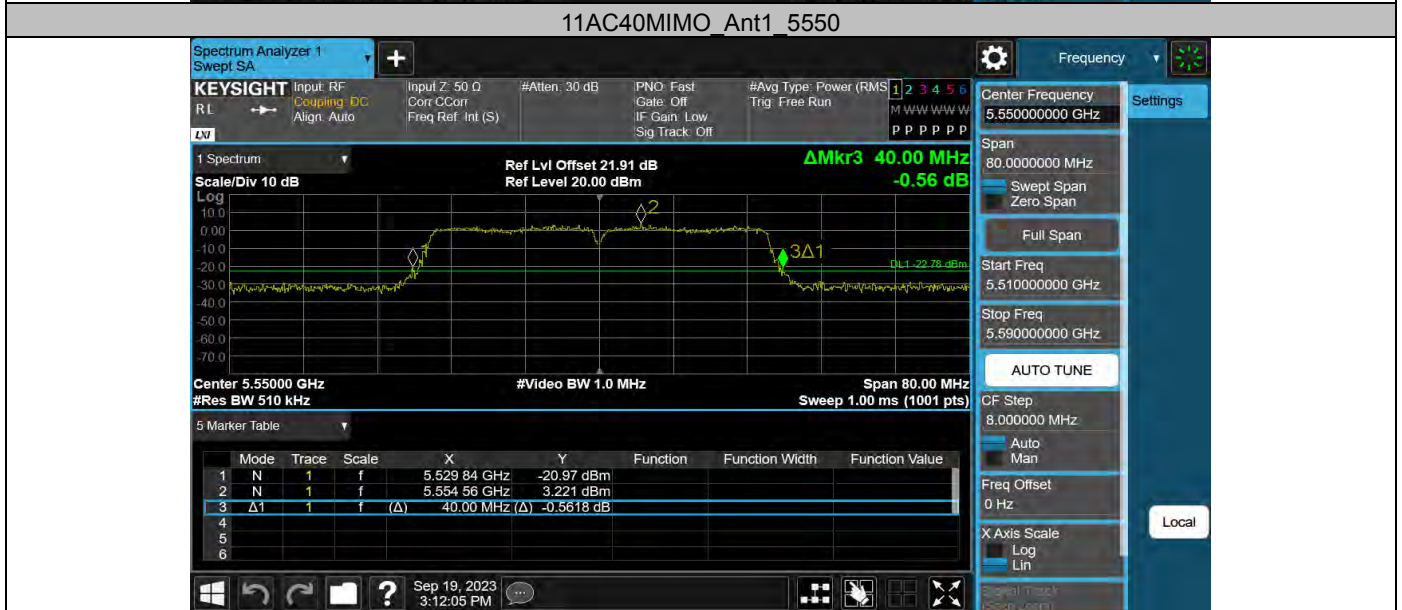 11AC40MIMO_Ant1_5550
Spectrum Analyzer 1
Swept SA
+
Frequency
KEYSIGHT
RL
LXI
Input: RF
Coupling: DC
Align: Auto
Input Z: 50 Ω
Corr CCorr
Freq Ref: Int (S)
#Atten: 30 dB
PNO: Fast
Gate: Off
IF Gain: Low
Sig Track: Off
#Avg Type: Power (RMS
Trig: Free Run
1 2 3 4 5 6
M W W W W W
P P P P P P
1 Spectrum
Scale/Div 10 dB
Ref Lvl Offset 21.91 dB
Ref Level 20.00 dBm
ΔMkr3 40.00 MHz
-0.56 dB
Log
10.0
0.00
-10.0
-20.0
-30.0
-40.0
-50.0
-60.0
-70.0
1
2
3Δ1
DL1 -22.78 dBm
Center 5.55000 GHz
#Res BW 510 kHz
#Video BW 1.0 MHz
Span 80.00 MHz
Sweep 1.00 ms (1001 pts)
5 Marker Table
Mode Trace Scale X Y Function Function Width Function Value
1 N 1 f 5.529 84 GHz -20.97 dBm
2 N 1 f 5.554 56 GHz 3.221 dBm
3 Δ1 1 f (Δ) 40.00 MHz (Δ) -0.5618 dB
4
5
6
?
Sep 19, 2023
3:12:05 PM
Center Frequency
5.550000000 GHz
Span
80.0000000 MHz
Swept Span
Zero Span
Full Span
Start Freq
5.510000000 GHz
Stop Freq
5.590000000 GHz
AUTO TUNE
CF Step
8.000000 MHz
Auto
Man
Freq Offset
0 Hz
X Axis Scale
Log
Lin
Signal Track
Settings
Local